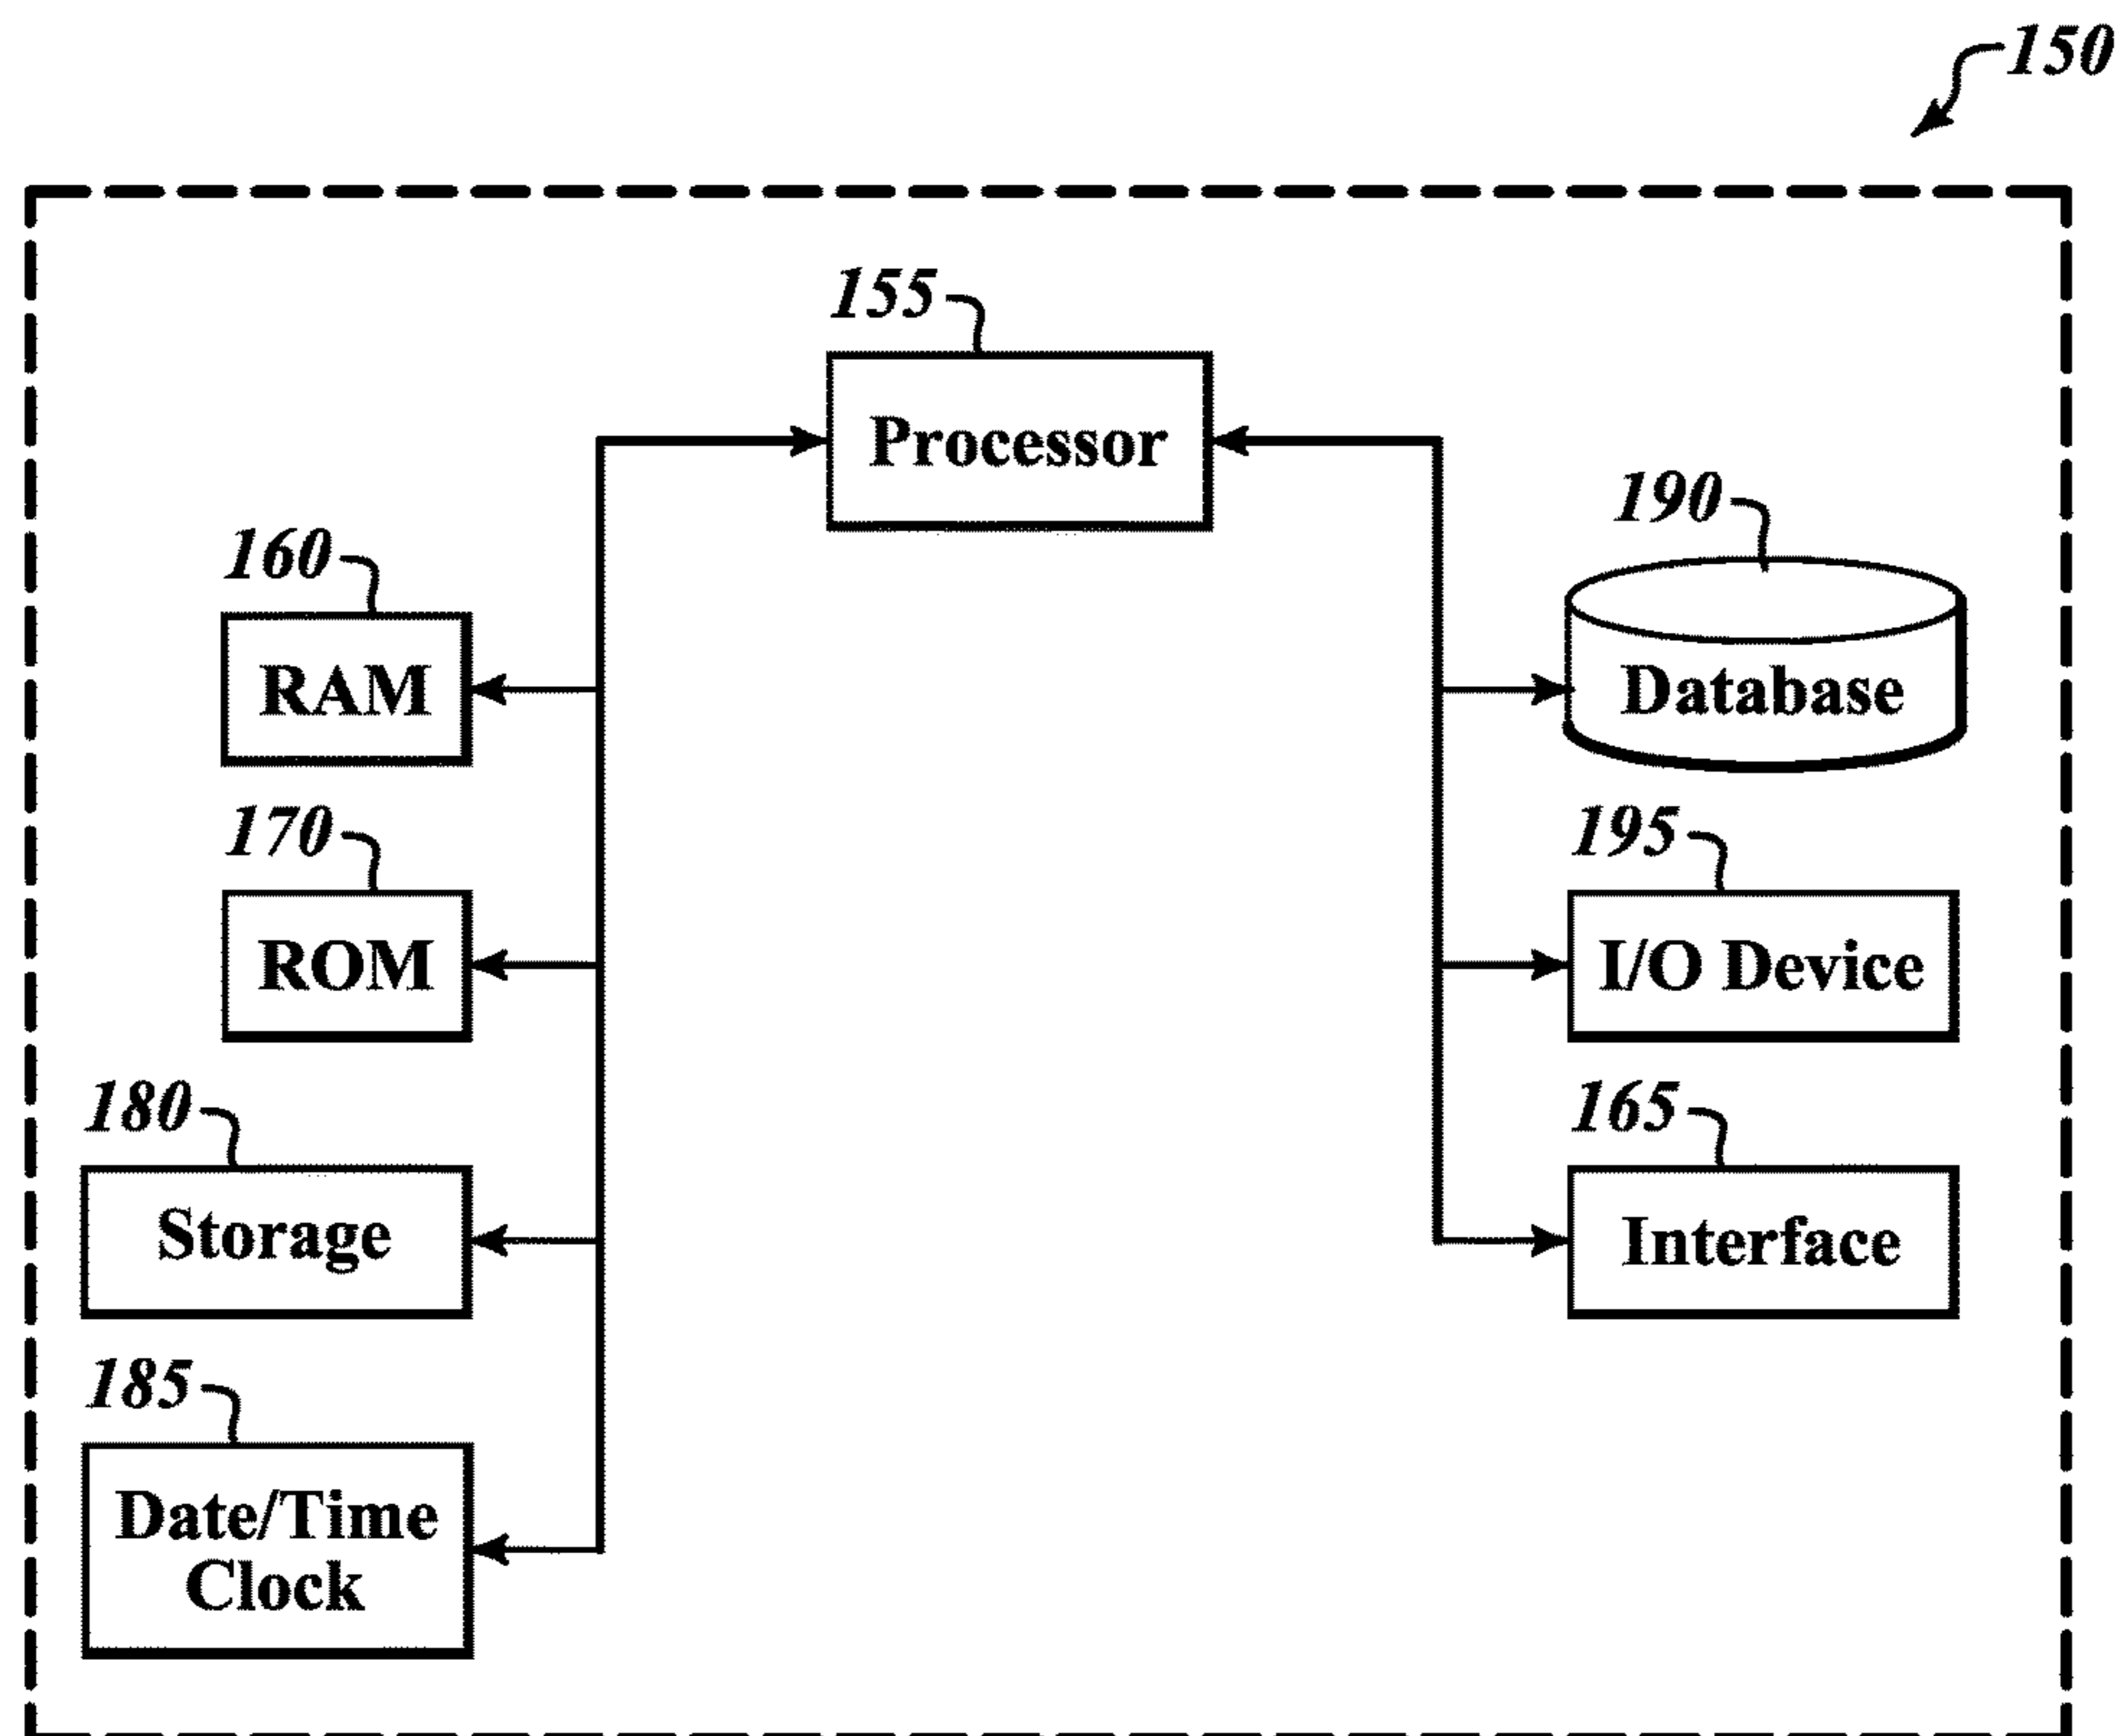 150
155
Processor
190
160
RAM
Database
170
195
ROM
I/O Device
180
165
Storage
Interface
185
Date/Time
Clock